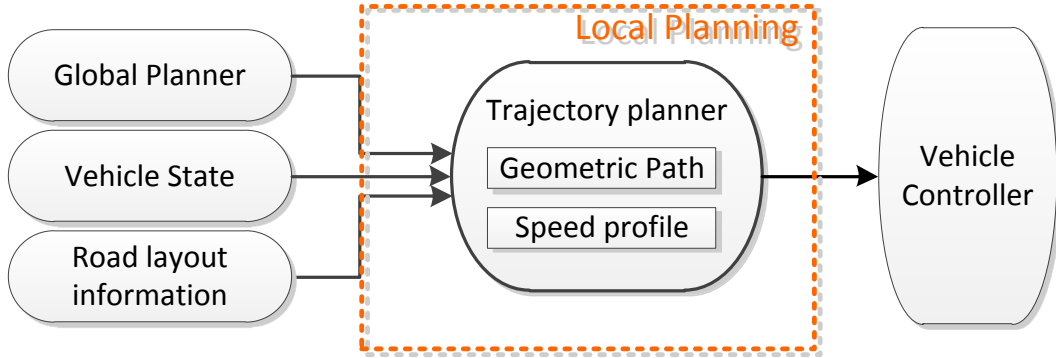 Local Planning
Global Planner
Vehicle State
Road layout
information
Trajectory planner
Geometric Path
Speed profile
Vehicle
Controller